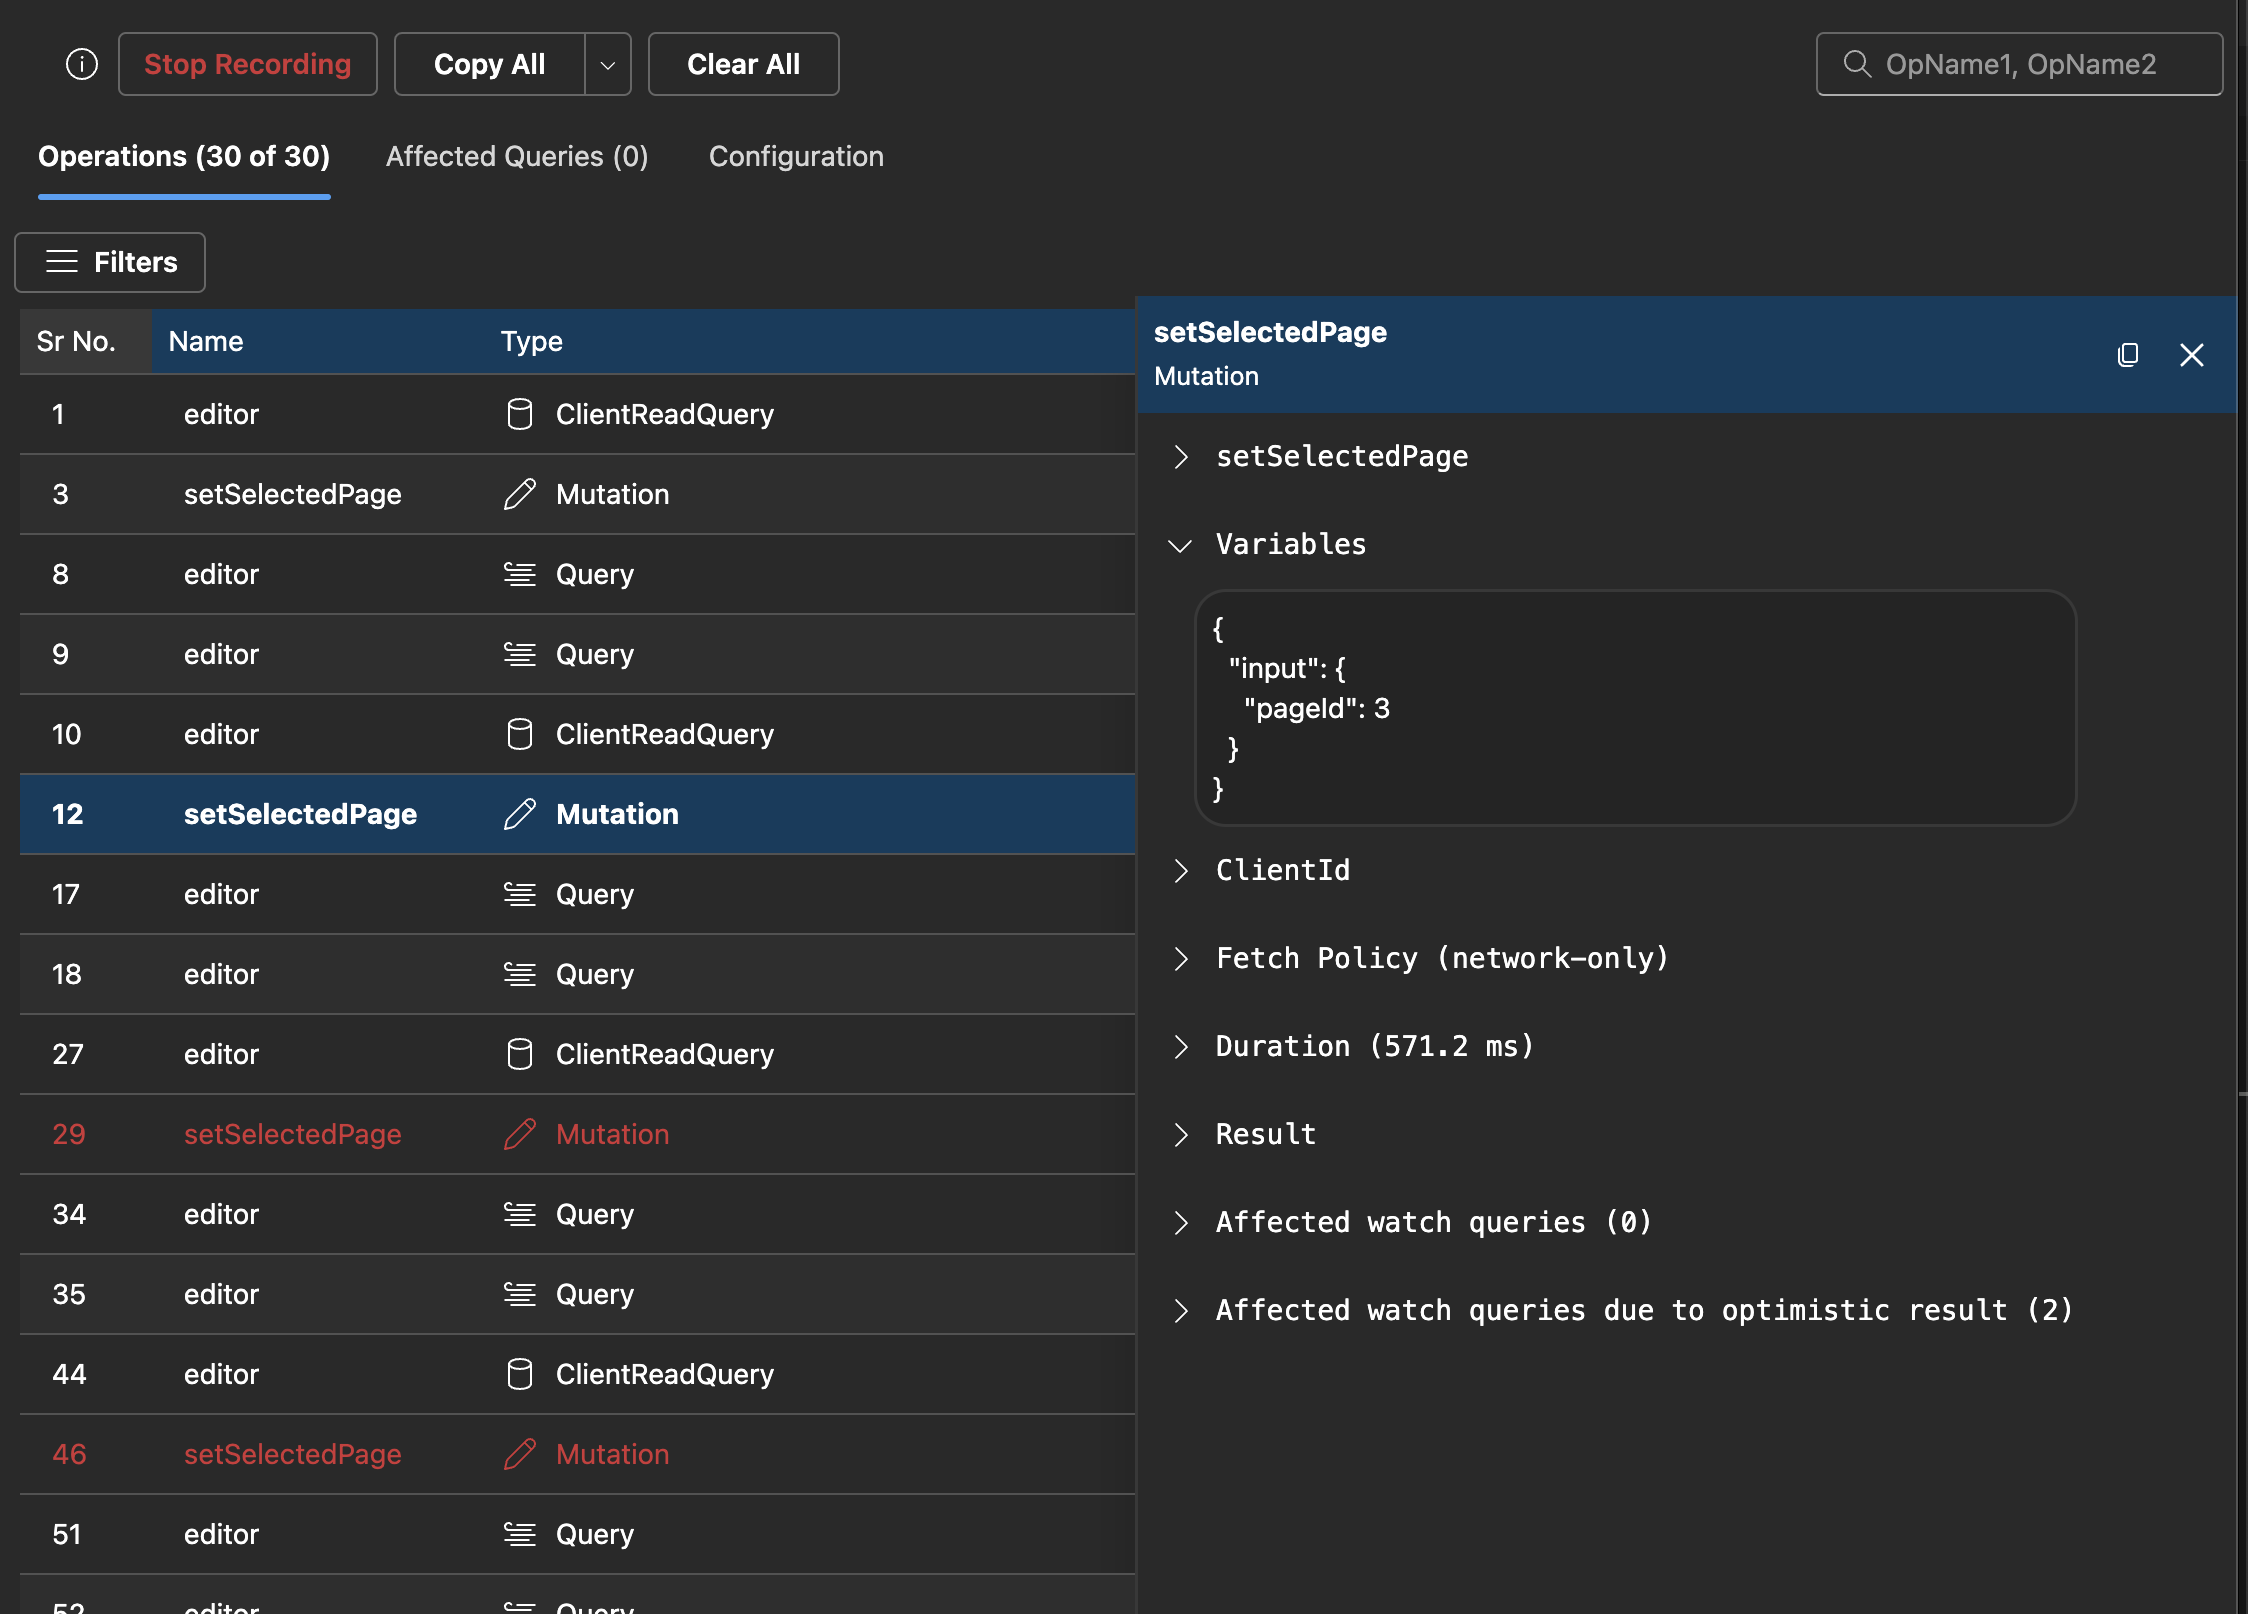 Stop Recording
Copy All
Clear All
OpName1, OpName2
Operations (30 of 30)
Affected Queries (0)
Configuration
Filters
Sr No. Name Type
1 editor ClientReadQuery
3 setSelectedPage Mutation
8 editor Query
9 editor Query
10 editor ClientReadQuery
12 setSelectedPage Mutation
17 editor Query
18 editor Query
27 editor ClientReadQuery
29 setSelectedPage Mutation
34 editor Query
35 editor Query
44 editor ClientReadQuery
46 setSelectedPage Mutation
51 editor Query
52 editor Query
setSelectedPage
Mutation
setSelectedPage
Variables
{
"input": {
"pageId": 3
}
}
ClientId
Fetch Policy (network-only)
Duration (571.2 ms)
Result
Affected watch queries (0)
Affected watch queries due to optimistic result (2)